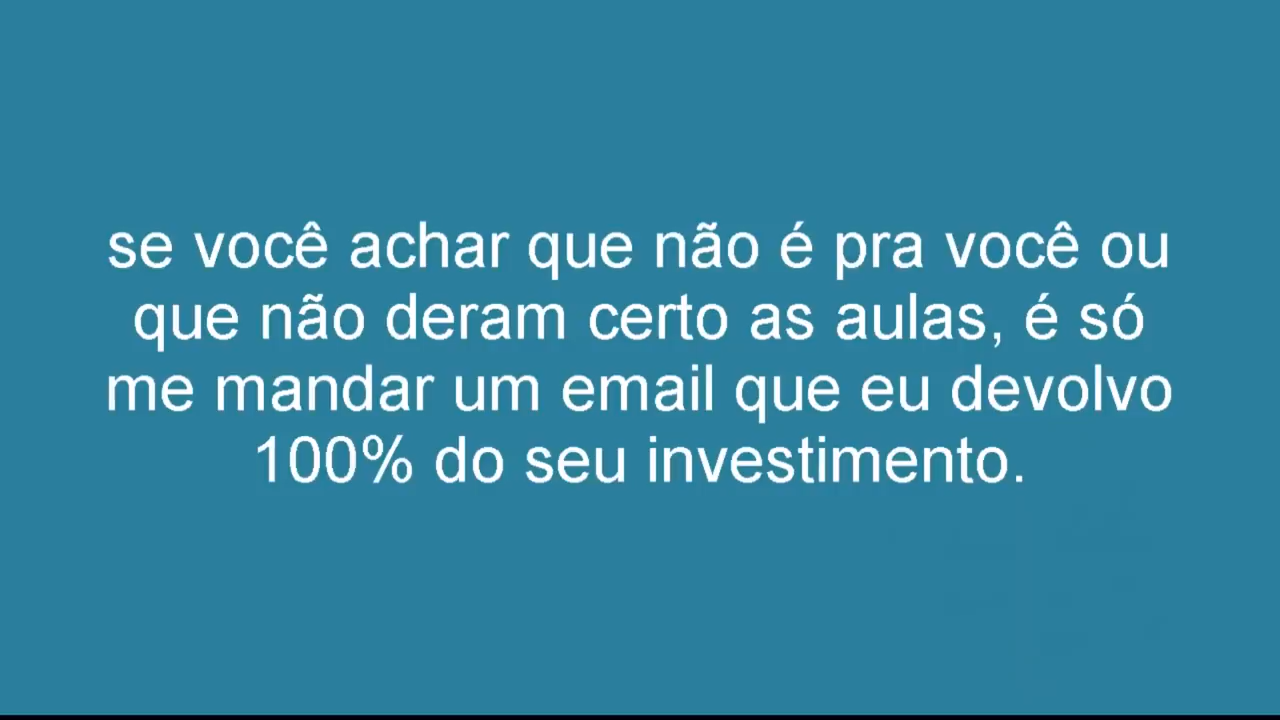 se você achar que não é pra você ou
que não deram certo as aulas, é só
me mandar um email que eu devolvo
100% do seu investimento.